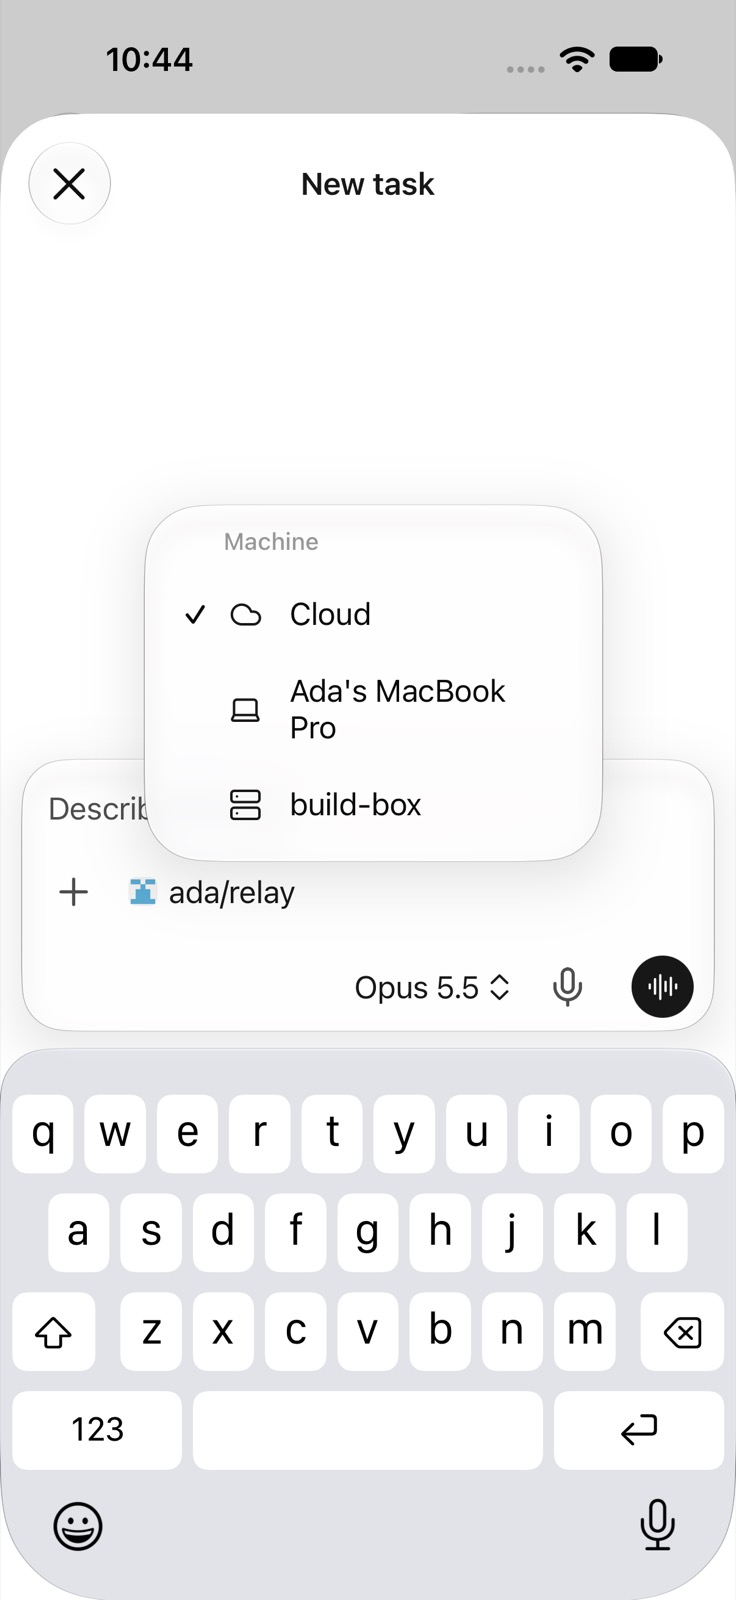 10:44
New task
Machine
Cloud
Ada's MacBook
Pro
build-box
Describ
ada/relay
Opus 5.5
q w e r t y u i o p
a s d f g h j k l
z x c v b n m
123